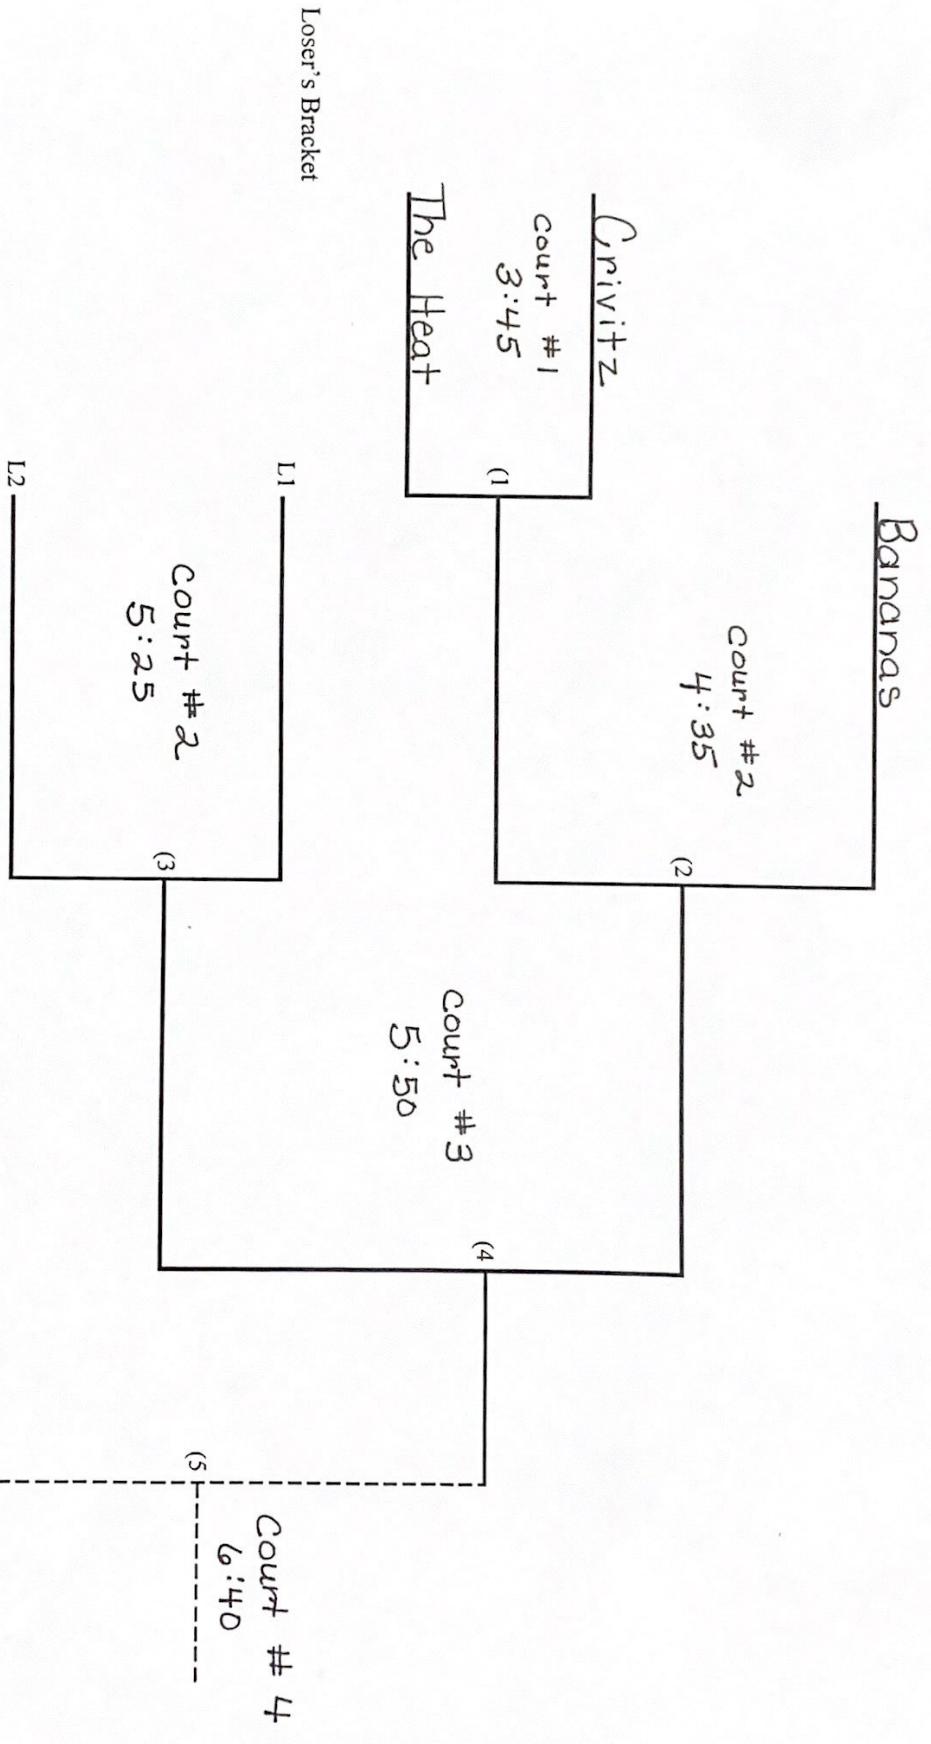 Bananas
court #2
4:35
(2
Crivitz
court #1
3:45
(1
The Heat
court #3
5:50
(4
Loser's Bracket
L1
court #2
5:25
(3
L2
Court #4
6:40
(5